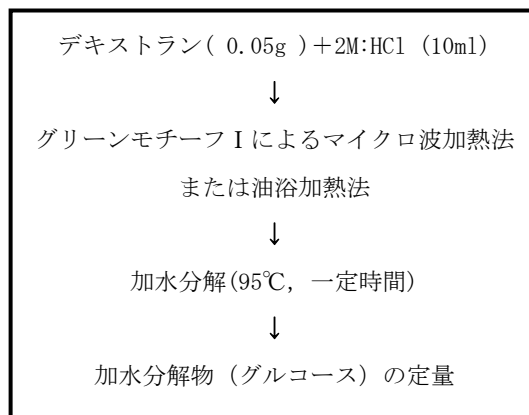 デキストラン( 0.05g )＋2M:HCl (10ml)
↓
グリーンモチーフⅠによるマイクロ波加熱法
または油浴加熱法
↓
加水分解(95℃, 一定時間)
↓
加水分解物（グルコース）の定量